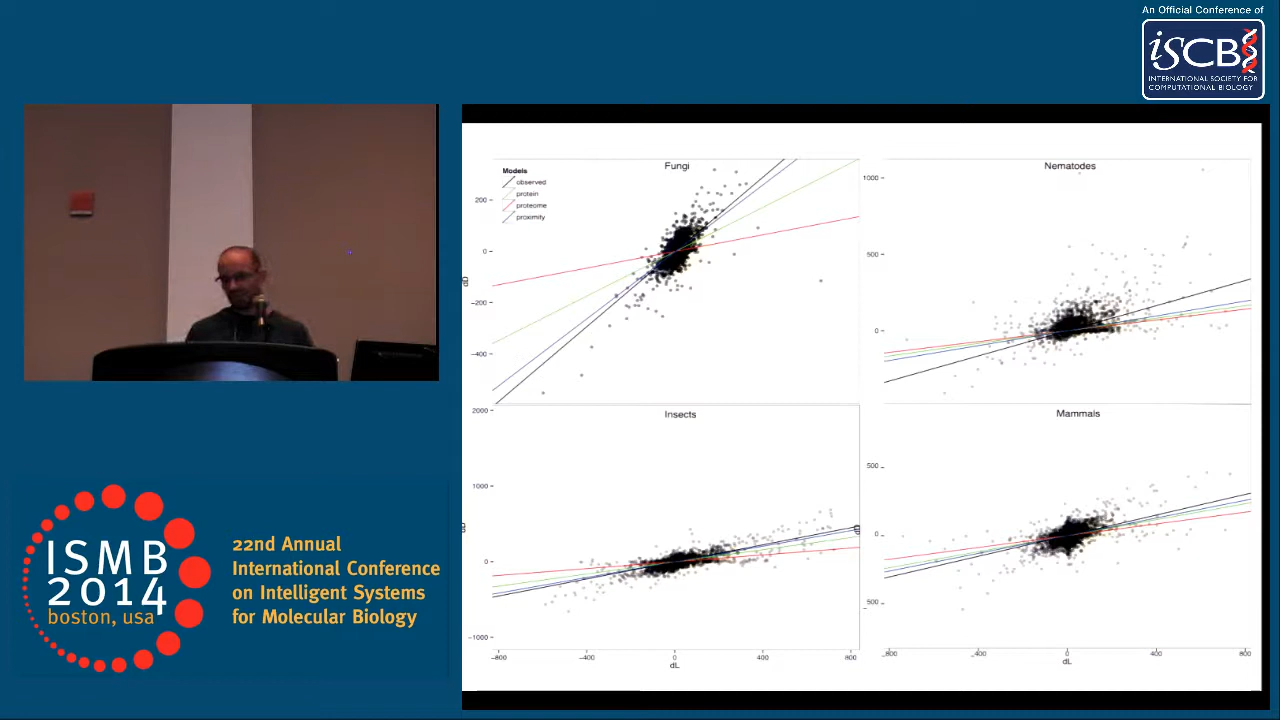 An Official Conference of
iSCB
INTERNATIONAL SOCIETY FOR
COMPUTATIONAL BIOLOGY
Fungi
Models
observed
protein
proteome
proximity
200
0
−200
−400
dD
Nematodes
1000
500
0
Insects
2000
1000
0
−1000
−800
−400
0
400
800
dL
dD
Mammals
500
0
−500
−800
−400
0
400
800
dL
dD
ISMB
2014
boston, usa
22nd Annual
International Conference
on Intelligent Systems
for Molecular Biology